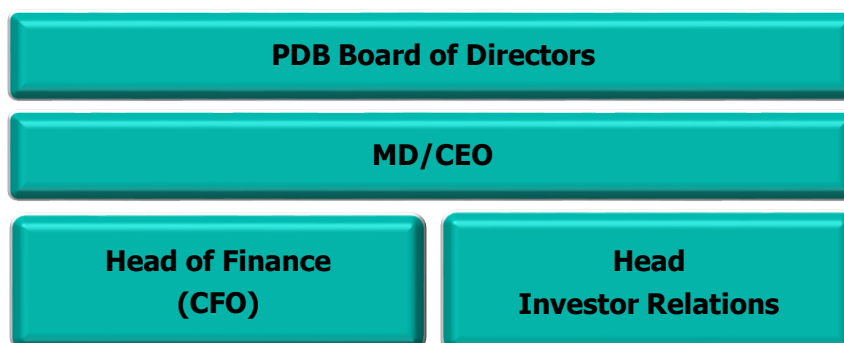 PDB Board of Directors
MD/CEO
Head of Finance
(CFO)
Head
Investor Relations